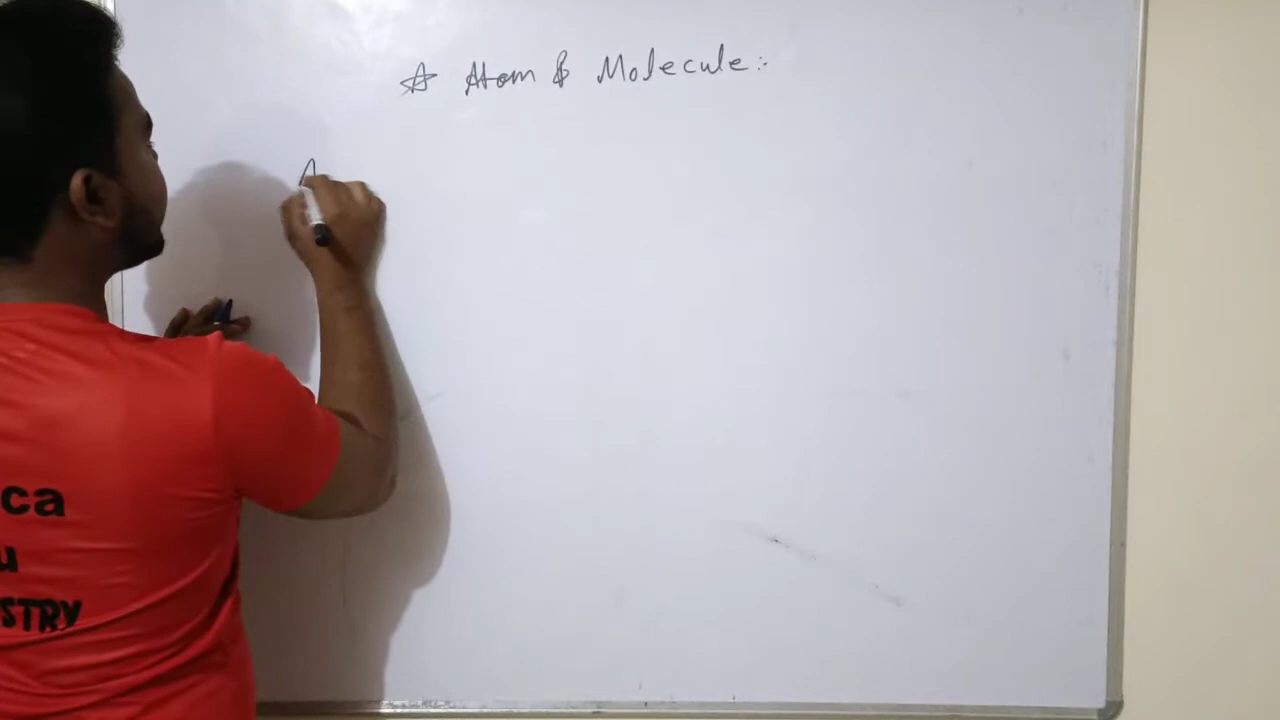 ☆ Atom & Molecule:-
A
ca
u
STRY